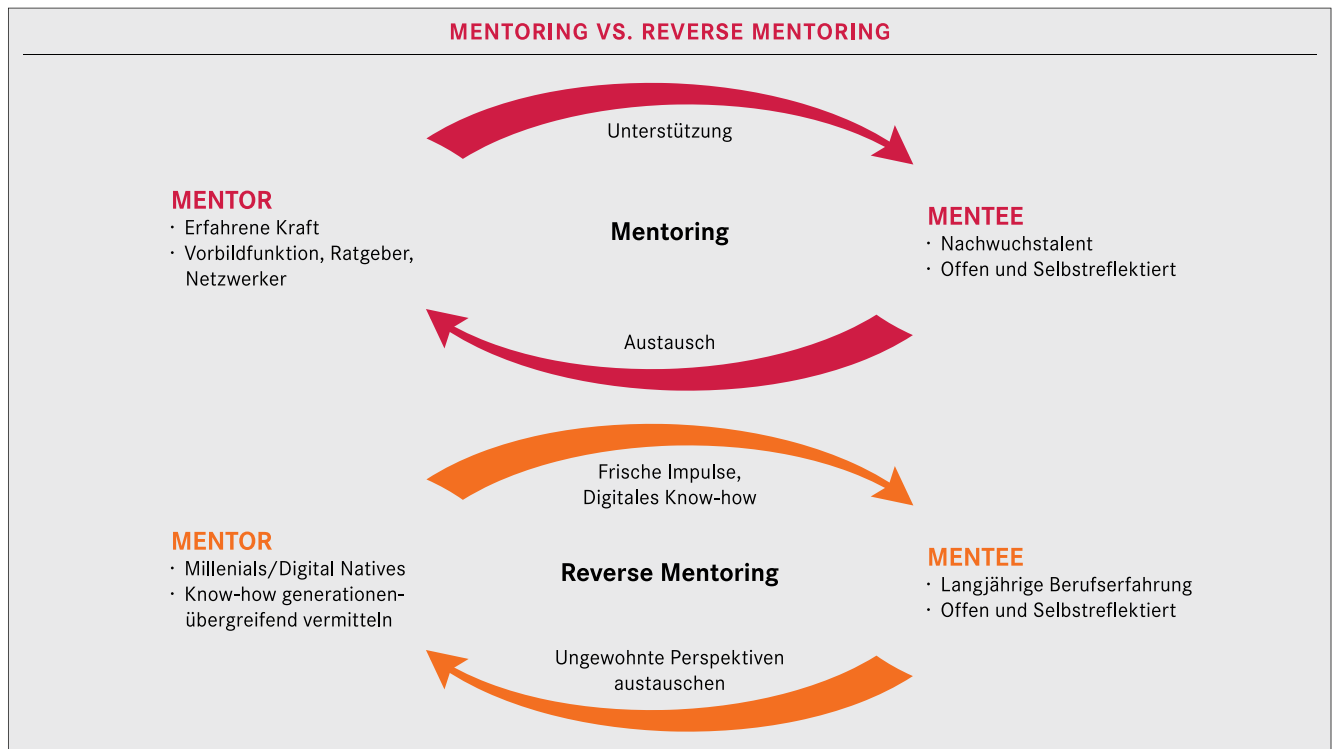 MENTORING VS. REVERSE MENTORING
Unterstützung
MENTOR
· Erfahrene Kraft
· Vorbildfunktion, Ratgeber,
Netzwerker
Mentoring
MENTEE
· Nachwuchstalent
· Offen und Selbstreflektiert
Austausch
Frische Impulse,
Digitales Know-how
MENTOR
· Millenials/Digital Natives
· Know-how generationen-
übergreifend vermitteln
Reverse Mentoring
MENTEE
· Langjährige Berufserfahrung
· Offen und Selbstreflektiert
Ungewohnte Perspektiven
austauschen